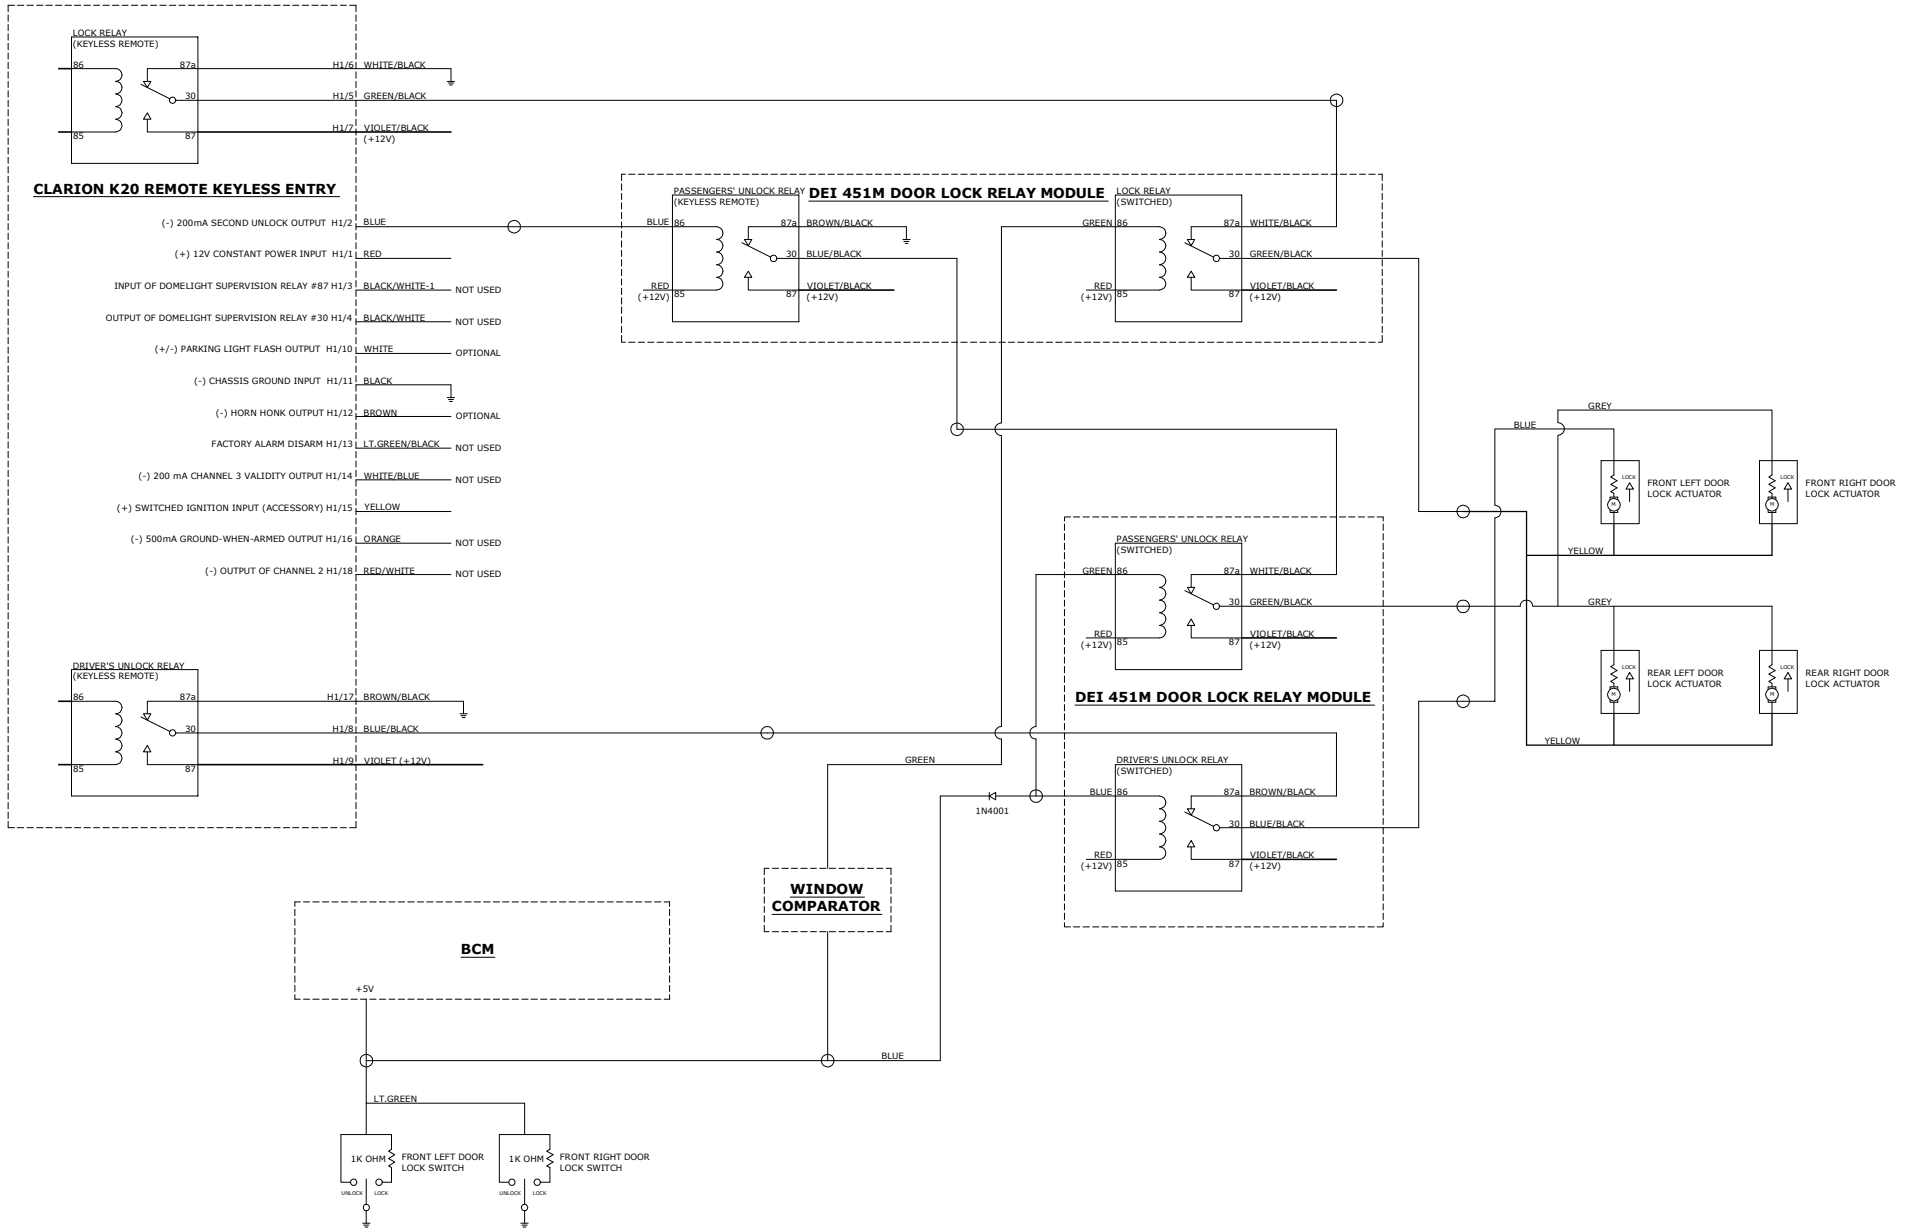 LOCK RELAY
(KEYLESS REMOTE)
86
87a
30
85
87
H1/6 WHITE/BLACK
H1/5 GREEN/BLACK
H1/7 VIOLET/BLACK
(+12V)
CLARION K20 REMOTE KEYLESS ENTRY
(-) 200mA SECOND UNLOCK OUTPUT H1/2 BLUE
(+) 12V CONSTANT POWER INPUT H1/1 RED
INPUT OF DOMELIGHT SUPERVISION RELAY #87 H1/3 BLACK/WHITE-1 NOT USED
OUTPUT OF DOMELIGHT SUPERVISION RELAY #30 H1/4 BLACK/WHITE NOT USED
(+/-) PARKING LIGHT FLASH OUTPUT H1/10 WHITE OPTIONAL
(-) CHASSIS GROUND INPUT H1/11 BLACK
(-) HORN HONK OUTPUT H1/12 BROWN OPTIONAL
FACTORY ALARM DISARM H1/13 LT.GREEN/BLACK NOT USED
(-) 200 mA CHANNEL 3 VALIDITY OUTPUT H1/14 WHITE/BLUE NOT USED
(+) SWITCHED IGNITION INPUT (ACCESSORY) H1/15 YELLOW
(-) 500mA GROUND-WHEN-ARMED OUTPUT H1/16 ORANGE NOT USED
(-) OUTPUT OF CHANNEL 2 H1/18 RED/WHITE NOT USED
DRIVER'S UNLOCK RELAY
(KEYLESS REMOTE)
86
87a
30
85
87
H1/17 BROWN/BLACK
H1/8 BLUE/BLACK
H1/9 VIOLET (+12V)
DEI 451M DOOR LOCK RELAY MODULE
PASSENGERS' UNLOCK RELAY
(KEYLESS REMOTE)
BLUE 86
87a BROWN/BLACK
30 BLUE/BLACK
RED
(+12V) 85
87 VIOLET/BLACK
(+12V)
LOCK RELAY
(SWITCHED)
GREEN 86
87a WHITE/BLACK
30 GREEN/BLACK
RED
(+12V) 85
87 VIOLET/BLACK
(+12V)
PASSENGERS' UNLOCK RELAY
(SWITCHED)
GREEN 86
87a WHITE/BLACK
30 GREEN/BLACK
RED
(+12V) 85
87 VIOLET/BLACK
(+12V)
DEI 451M DOOR LOCK RELAY MODULE
DRIVER'S UNLOCK RELAY
(SWITCHED)
BLUE 86
87a BROWN/BLACK
30 BLUE/BLACK
RED
(+12V) 85
87 VIOLET/BLACK
(+12V)
GREEN
1N4001
GREY
BLUE
LOCK
M
FRONT LEFT DOOR
LOCK ACTUATOR
LOCK
M
FRONT RIGHT DOOR
LOCK ACTUATOR
YELLOW
GREY
LOCK
M
REAR LEFT DOOR
LOCK ACTUATOR
LOCK
M
REAR RIGHT DOOR
LOCK ACTUATOR
YELLOW
WINDOW
COMPARATOR
BCM
+5V
BLUE
LT.GREEN
1K OHM
FRONT LEFT DOOR
LOCK SWITCH
UNLOCK
LOCK
1K OHM
FRONT RIGHT DOOR
LOCK SWITCH
UNLOCK
LOCK